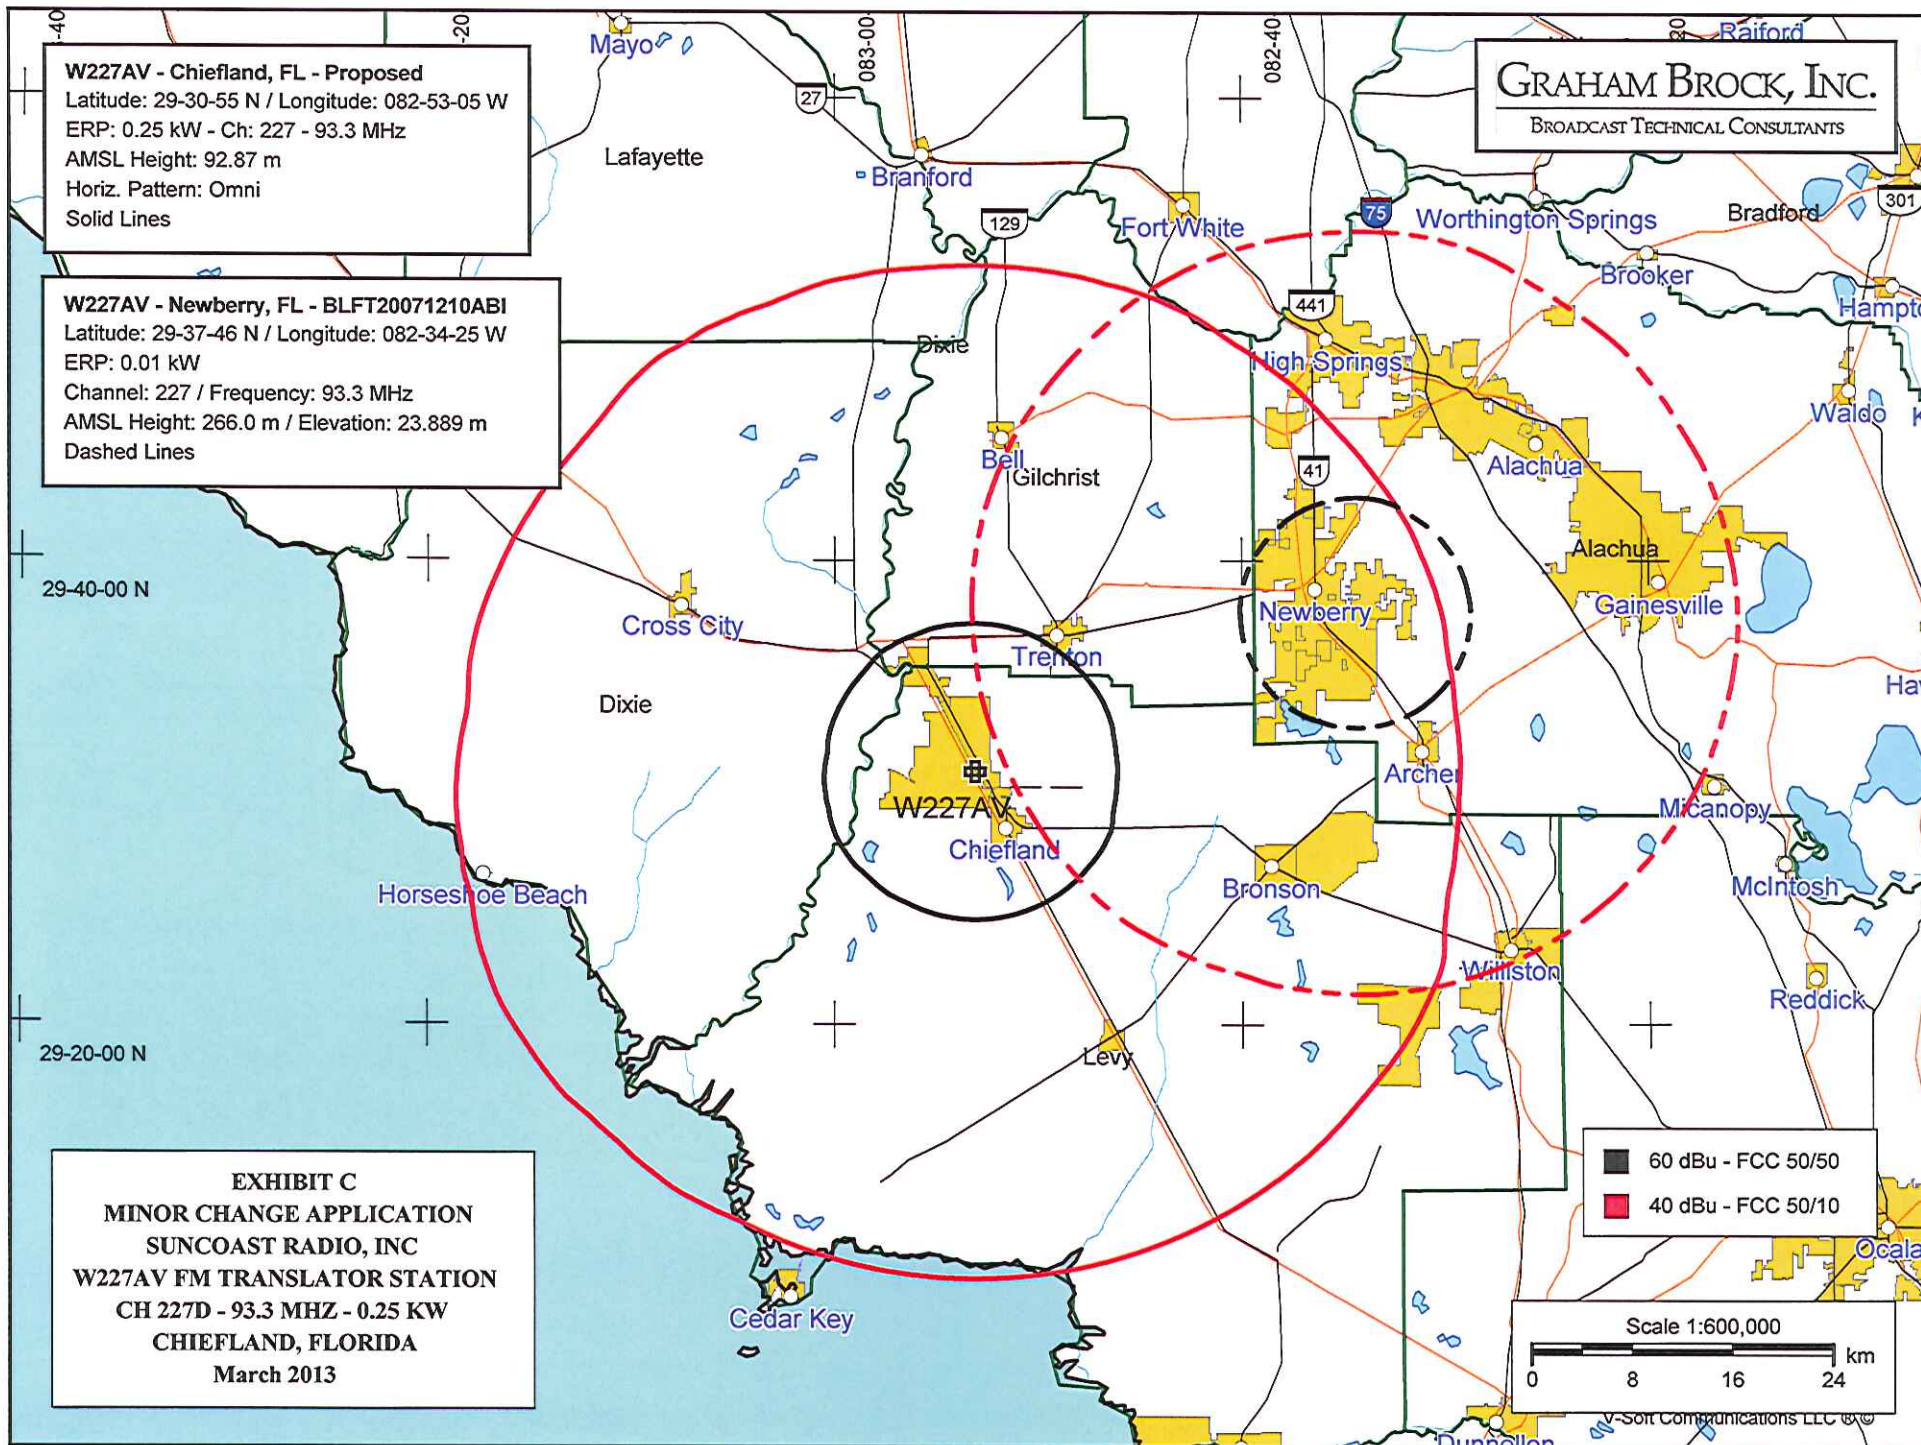 -40
-20
083-00
082-40
20
W227AV - Chiefland, FL - Proposed
Latitude: 29-30-55 N / Longitude: 082-53-05 W
ERP: 0.25 kW - Ch: 227 - 93.3 MHz
AMSL Height: 92.87 m
Horiz. Pattern: Omni
Solid Lines
W227AV - Newberry, FL - BLFT20071210ABI
Latitude: 29-37-46 N / Longitude: 082-34-25 W
ERP: 0.01 kW
Channel: 227 / Frequency: 93.3 MHz
AMSL Height: 266.0 m / Elevation: 23.889 m
Dashed Lines
GRAHAM BROCK, INC.
BROADCAST TECHNICAL CONSULTANTS
Mayo
Raiford
27
Lafayette
Branford
129
Fort White
75
Worthington Springs
Bradford
301
Brooker
Hampto
441
Dixie
High Springs
Waldo
K
Bell
Gilchrist
41
Alachua
Alachua
29-40-00 N
Cross City
Trenton
Newberry
Gainesville
Dixie
Ha
Archer
W227AV
Chiefland
Micanopy
Horseshoe Beach
Bronson
McIntosh
Williston
Reddick
29-20-00 N
Levy
60 dBu - FCC 50/50
40 dBu - FCC 50/10
Ocala
EXHIBIT C
MINOR CHANGE APPLICATION
SUNCOAST RADIO, INC
W227AV FM TRANSLATOR STATION
CH 227D - 93.3 MHZ - 0.25 KW
CHIEFLAND, FLORIDA
March 2013
Cedar Key
Scale 1:600,000
km
0 8 16 24
V-Soft Communications LLC ® ©
Dunnellon